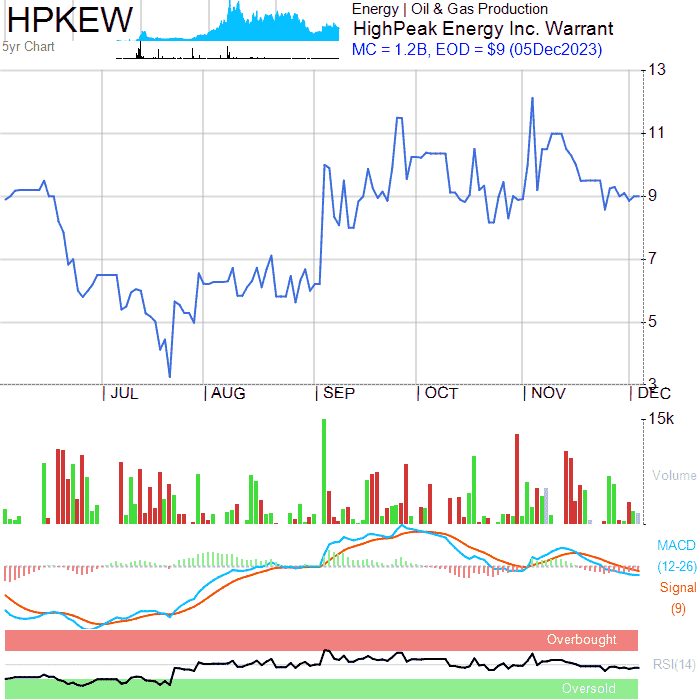 HPKEW
5yr Chart
Energy | Oil & Gas Production
HighPeak Energy Inc. Warrant
MC = 1.2B, EOD = $9 (05Dec2023)
13
11
9
7
5
3
JUL AUG SEP OCT NOV DEC
15k
Volume
MACD
(12-26)
Signal
(9)
Overbought
RSI(14)
Oversold